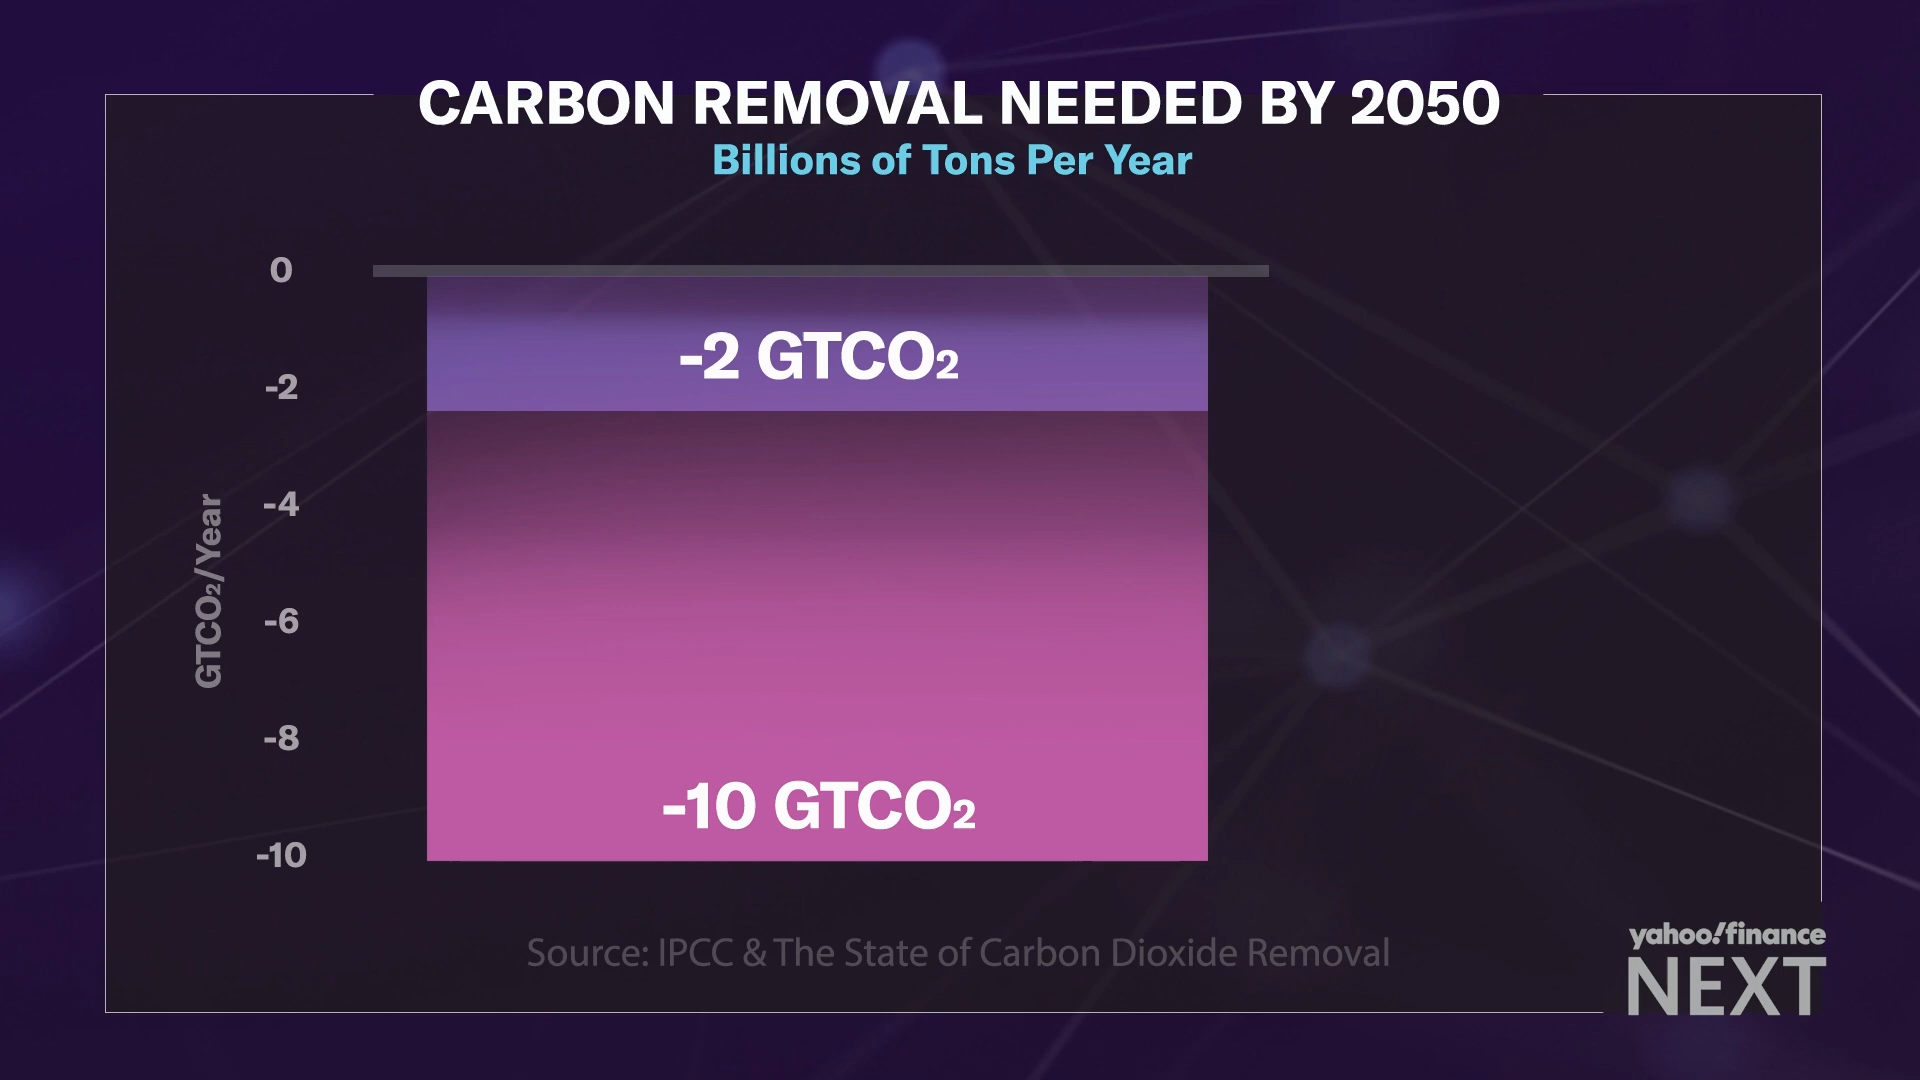 CARBON REMOVAL NEEDED BY 2050
Billions of Tons Per Year
0
-2 GTCO₂
-2
-4
GTCO₂/Year
-6
-8
-10 GTCO₂
-10
Source: IPCC & The State of Carbon Dioxide Removal
yahoo!finance
NEXT